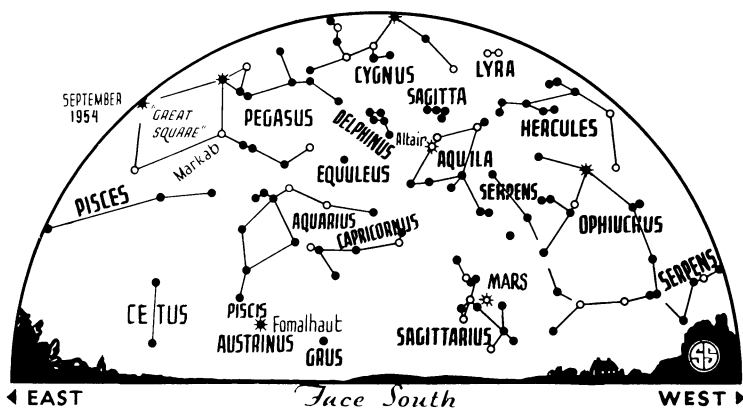 CYGNUS
LYRA
SEPTEMBER
1954
"GREAT
SQUARE"
PEGASUS
SAGITTA
DELPHINUS
Altair
HERCULES
Markab
EQUULEUS
AQUILA
SERPENS
PISCES
AQUARIUS
CAPRICORNUS
OPHIUCHUS
SERPENS
MARS
CETUS
PISCIS
AUSTRINUS
Fomalhaut
GRUS
SAGITTARIUS
SS
EAST
Face South
WEST